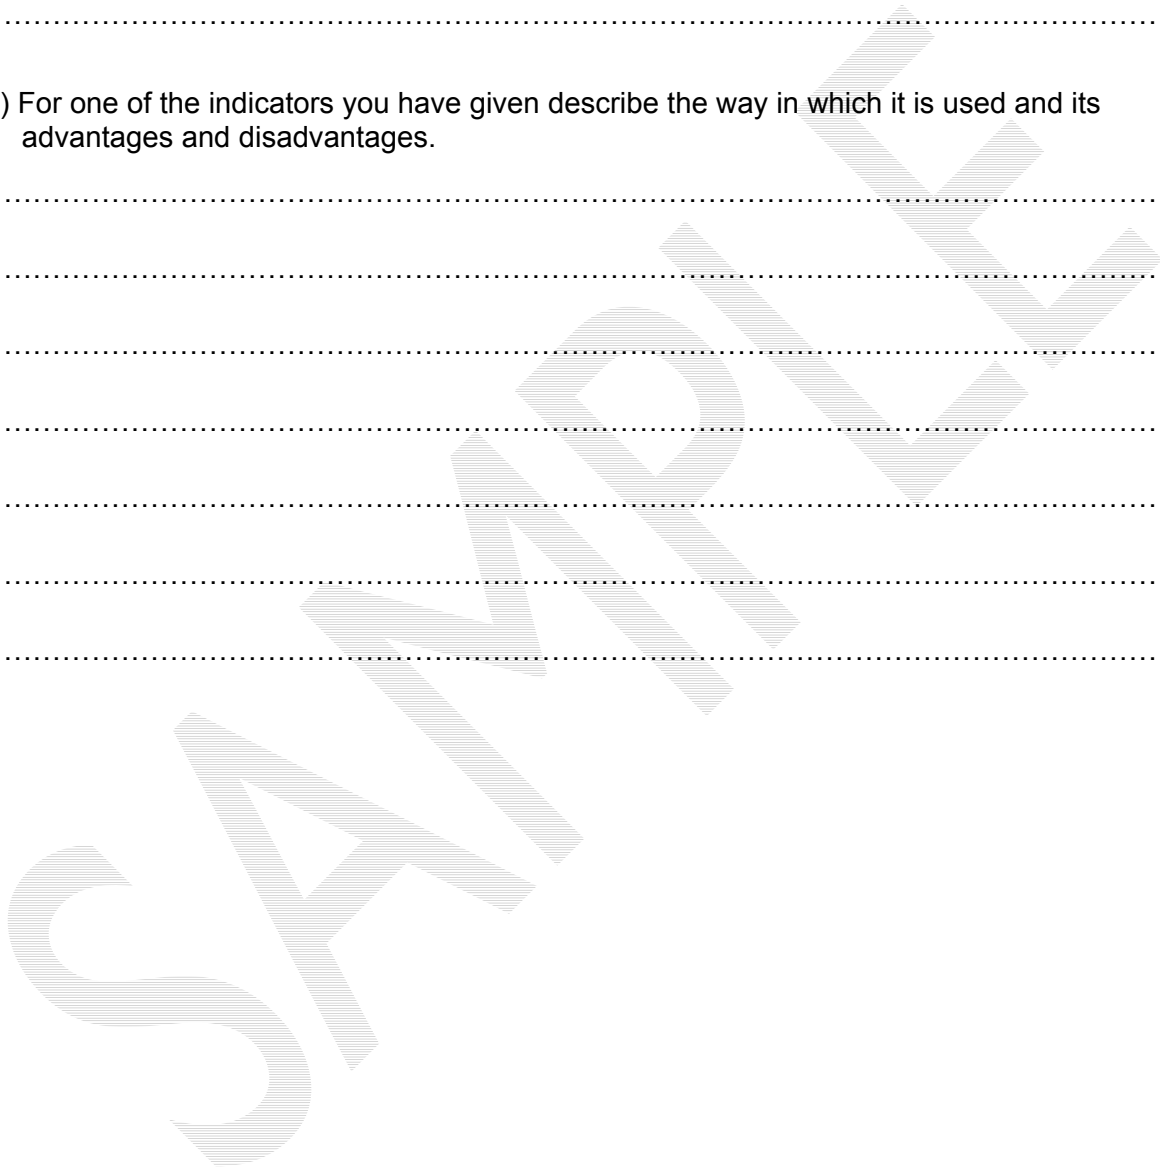 ) For one of the indicators you have given describe the way in which it is used and its
advantages and disadvantages.
SAMPLE